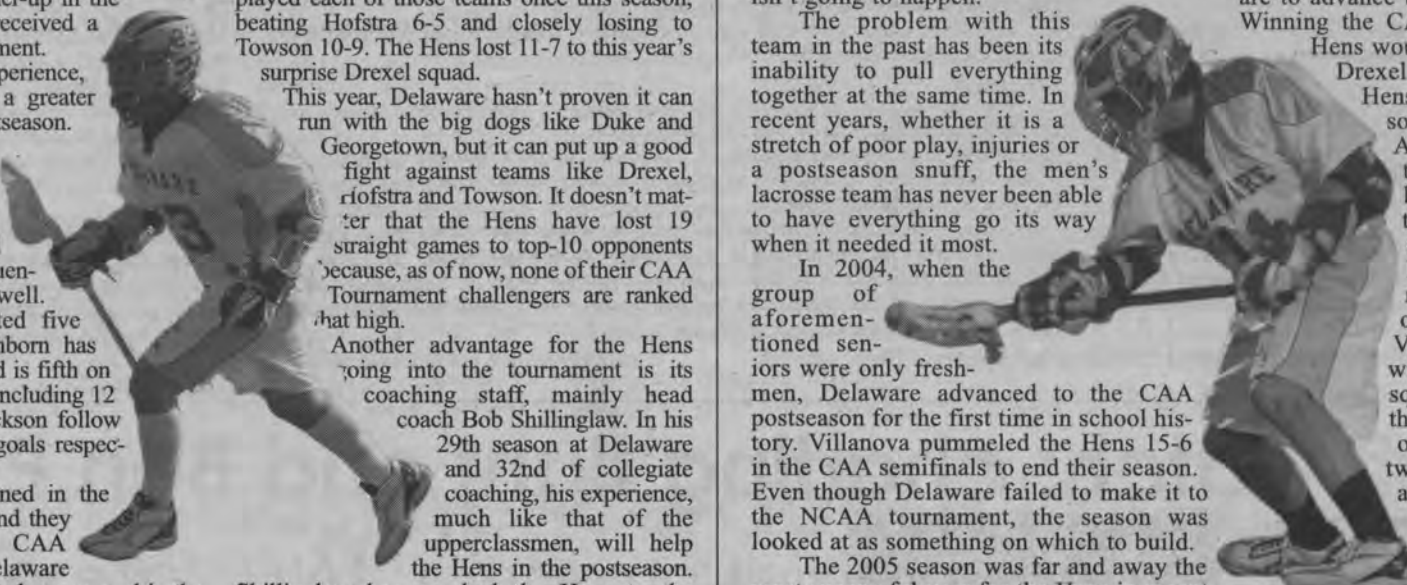 er-up in the
received a
ment.
perience,
a greater
season.
uen-
well.
ted five
nborn has
d is fifth on
ncluding 12
ckson follow
goals respec-
ned in the
nd they
CAA
elaware
played each of those teams once this season,
beating Hofstra 6-5 and closely losing to
Towson 10-9. The Hens lost 11-7 to this year's
surprise Drexel squad.
This year, Delaware hasn't proven it can
run with the big dogs like Duke and
Georgetown, but it can put up a good
fight against teams like Drexel,
Hofstra and Towson. It doesn't mat-
ter that the Hens have lost 19
straight games to top-10 opponents
because, as of now, none of their CAA
Tournament challengers are ranked
that high.
Another advantage for the Hens
going into the tournament is its
coaching staff, mainly head
coach Bob Shillinglaw. In his
29th season at Delaware
and 32nd of collegiate
coaching, his experience,
much like that of the
upperclassmen, will help
the Hens in the postseason.
isn't going to happen.
The problem with this
team in the past has been its
inability to pull everything
together at the same time. In
recent years, whether it is a
stretch of poor play, injuries or
a postseason snuff, the men's
lacrosse team has never been able
to have everything go its way
when it needed it most.
In 2004, when the
group of
aforemen-
tioned sen-
iors were only fresh-
men, Delaware advanced to the CAA
postseason for the first time in school his-
tory. Villanova pummeled the Hens 15-6
in the CAA semifinals to end their season.
Even though Delaware failed to make it to
the NCAA tournament, the season was
looked at as something on which to build.
The 2005 season was far and away the
are to advance
Winning the CA
Hens wou
Drexel
Hens
so
A
t
t
V
w
sc
th
o
tw
a
ELAWARE